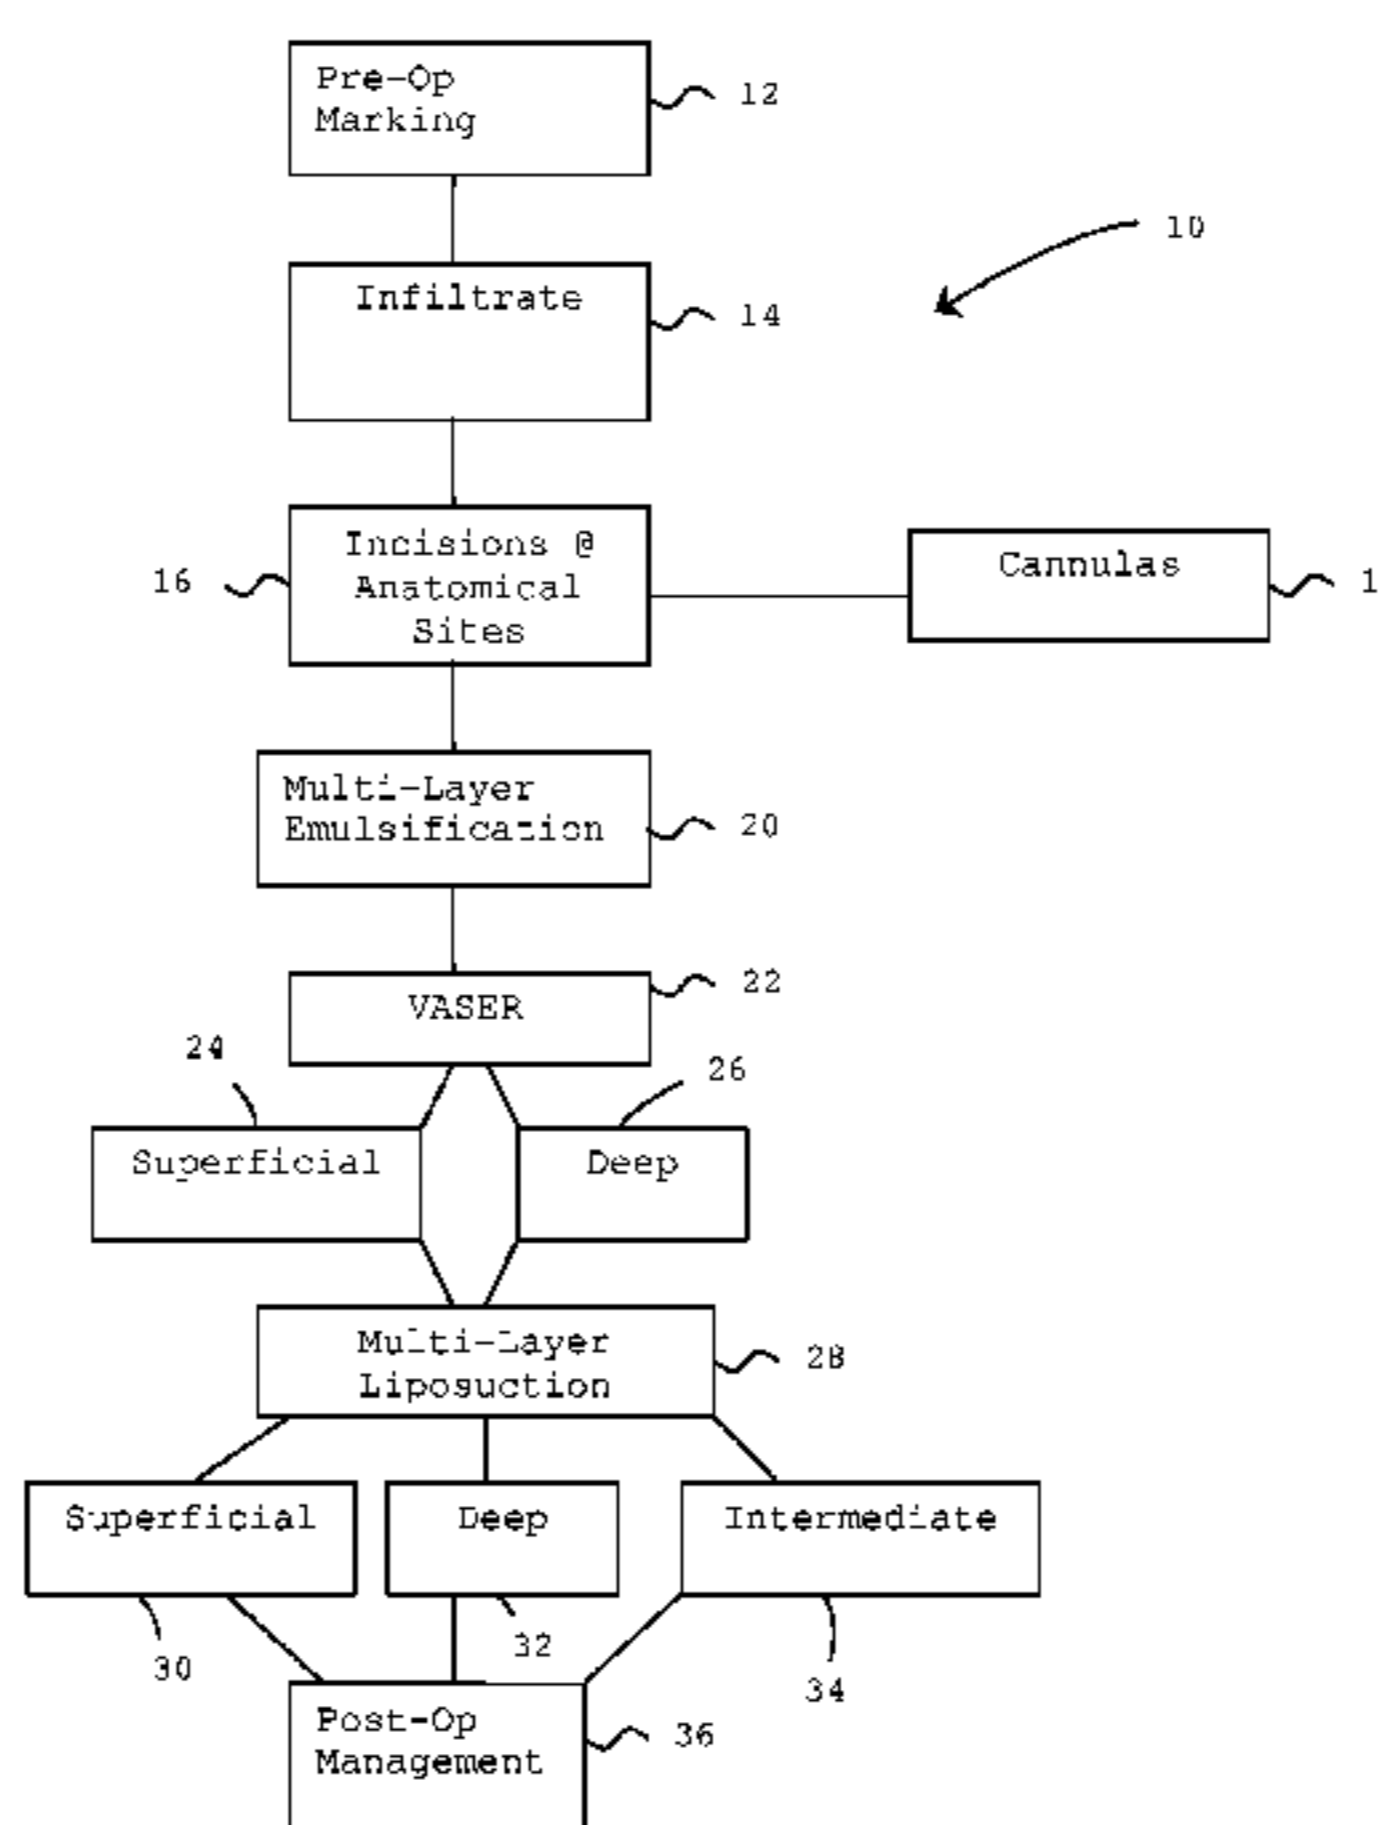 Pre-Op
Marking
12
10
Infiltrate
14
Incisions @
Anatomical
Sites
16
Cannulas
1
Multi-Layer
Emulsification
20
VASER
22
24
26
Superficial
Deep
Multi-Layer
Liposuction
28
Superficial
Deep
Intermediate
30
32
34
Post-Op
Management
36